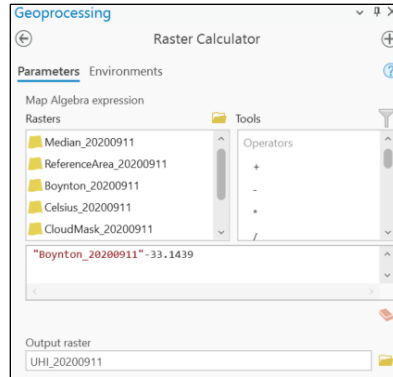 Geoprocessing
Raster Calculator
Parameters Environments
Map Algebra expression
Rasters
Tools
Median_20200911
ReferenceArea_20200911
Boynton_20200911
Celsius_20200911
CloudMask_20200911
Operators
+
-
*
/
"Boynton_20200911"-33.1439
Output raster
UHI_20200911